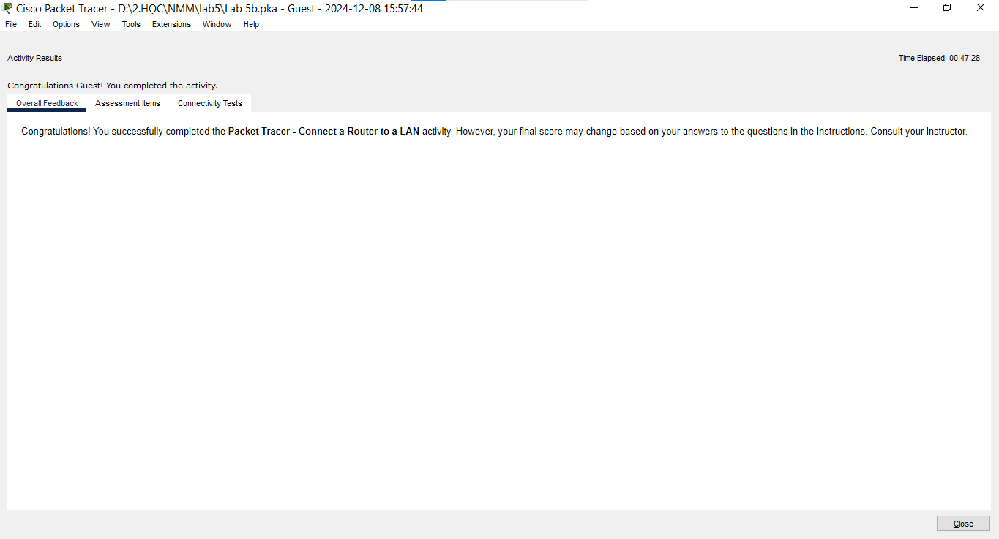 Cisco Packet Tracer - D:\2.HỌC\NMM\lab5\Lab 5b.pka - Guest - 2024-12-08 15:57:44
File Edit Options View Tools Extensions Window Help
Activity Results Time Elapsed: 00:47:28
Congratulations Guest! You completed the activity.
Overall Feedback Assessment Items Connectivity Tests
Congratulations! You successfully completed the Packet Tracer - Connect a Router to a LAN activity. However, your final score may change based on your answers to the questions in the Instructions. Consult your instructor.
Close